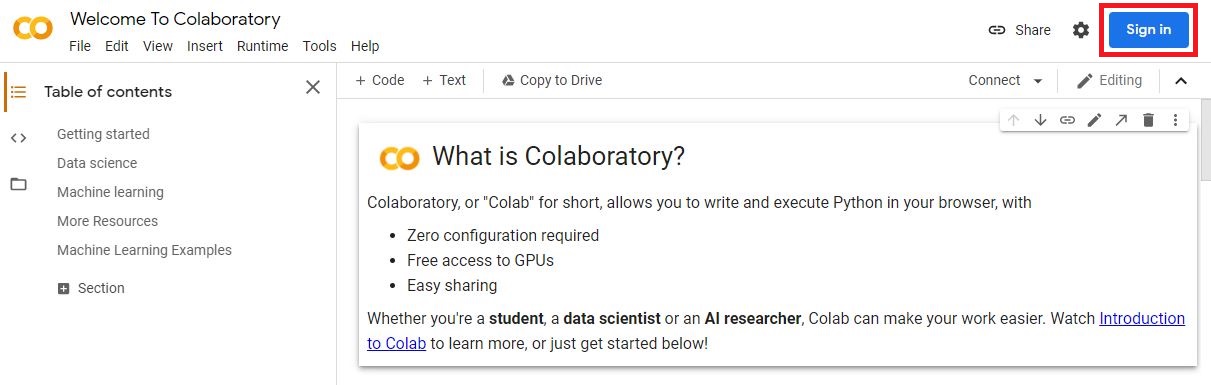 Welcome To Colaboratory
File Edit View Insert Runtime Tools Help
Share
Sign in
Table of contents
Getting started
Data science
Machine learning
More Resources
Machine Learning Examples
Section
+ Code + Text Copy to Drive
Connect Editing
CO What is Colaboratory?
Colaboratory, or "Colab" for short, allows you to write and execute Python in your browser, with
• Zero configuration required
• Free access to GPUs
• Easy sharing
Whether you're a student, a data scientist or an AI researcher, Colab can make your work easier. Watch Introduction
to Colab to learn more, or just get started below!